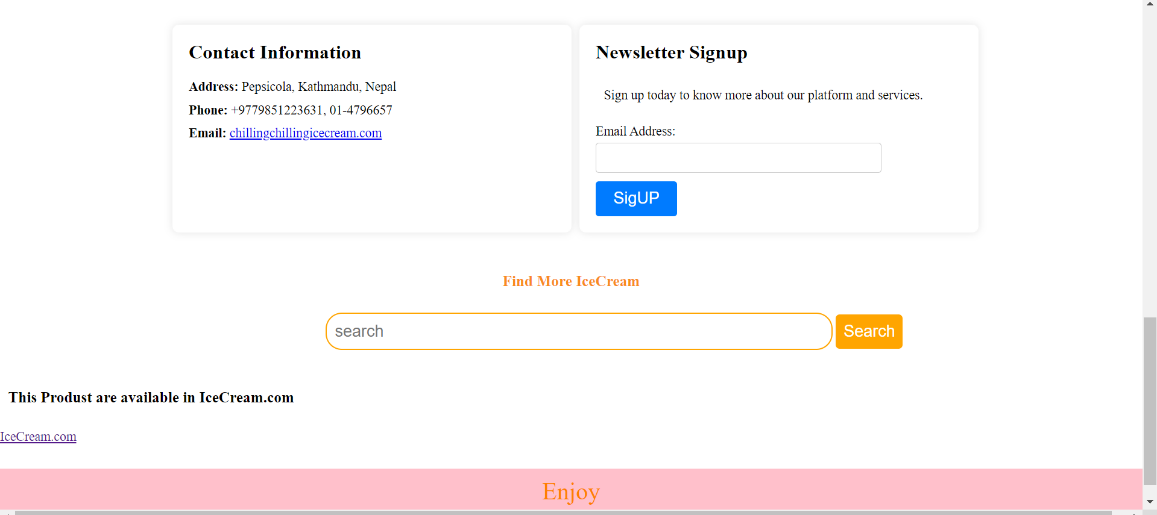 Contact Information
Address: Pepsicola, Kathmandu, Nepal
Phone: +9779851223631, 01-4796657
Email: chillingchillingicecream.com
Newsletter Signup
Sign up today to know more about our platform and services.
Email Address:
SigUP
Find More IceCream
search Search
This Produst are available in IceCream.com
IceCream.com
Enjoy